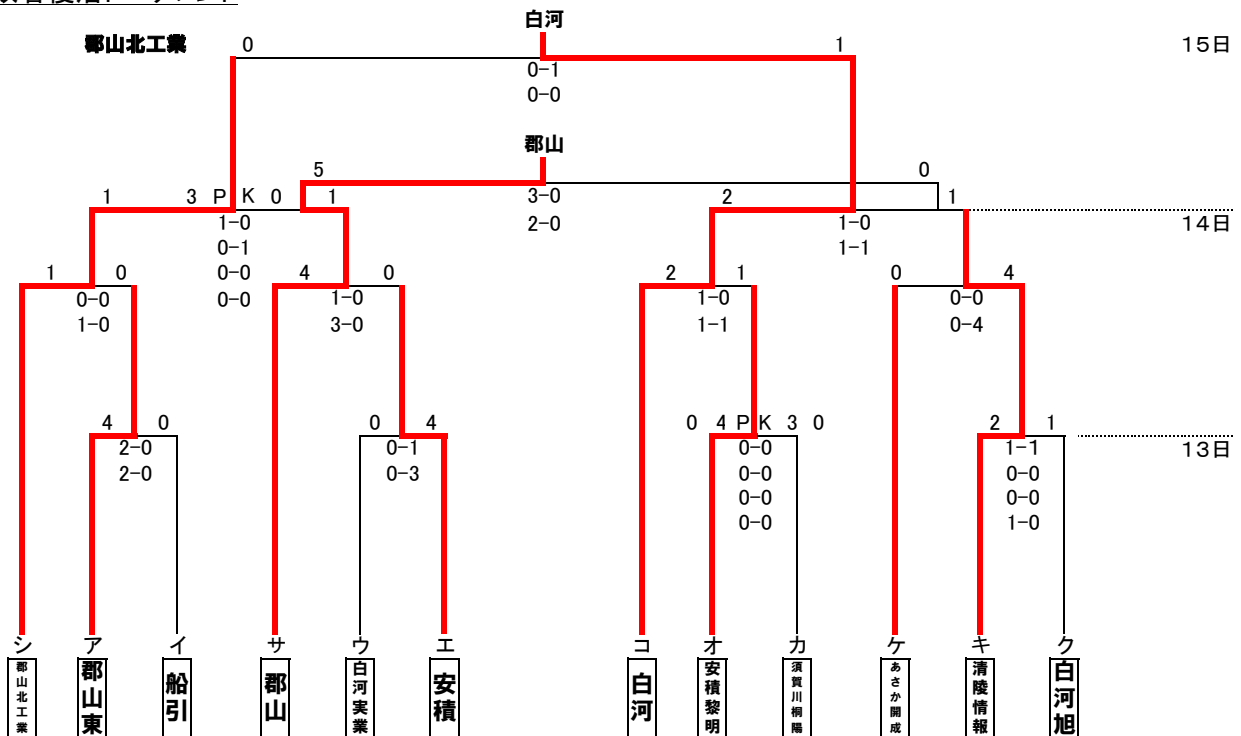 白河
郡山北工業 0 1 15日
0-1
0-0
郡山
5 0
3-0
2-0
1 3 P K 0 1 2 1
14日
1-0
0-1
0-0
0-0
1-0
1-1
1 0 4 0 2 1 0 4
0-0
1-0
1-0
3-0
1-0
1-1
0-0
0-4
4 0 0 4 0 4 P K 3 0 2 1
13日
2-0
2-0
0-1
0-3
0-0
0-0
0-0
0-0
1-1
0-0
0-0
1-0
シ ア イ サ ウ エ コ オ カ ケ キ ク
郡山北工業
郡山東
船引
郡山
白河実業
安積
白河
安積黎明
須賀川桐陽
あさか開成
清陵情報
白河旭